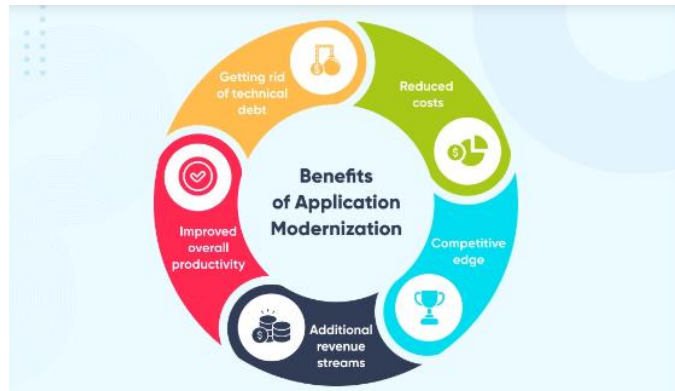 Benefits
of Application
Modernization
Getting rid
of technical
debt
Reduced
costs
Competitive
edge
Additional
revenue
streams
Improved
overall
productivity